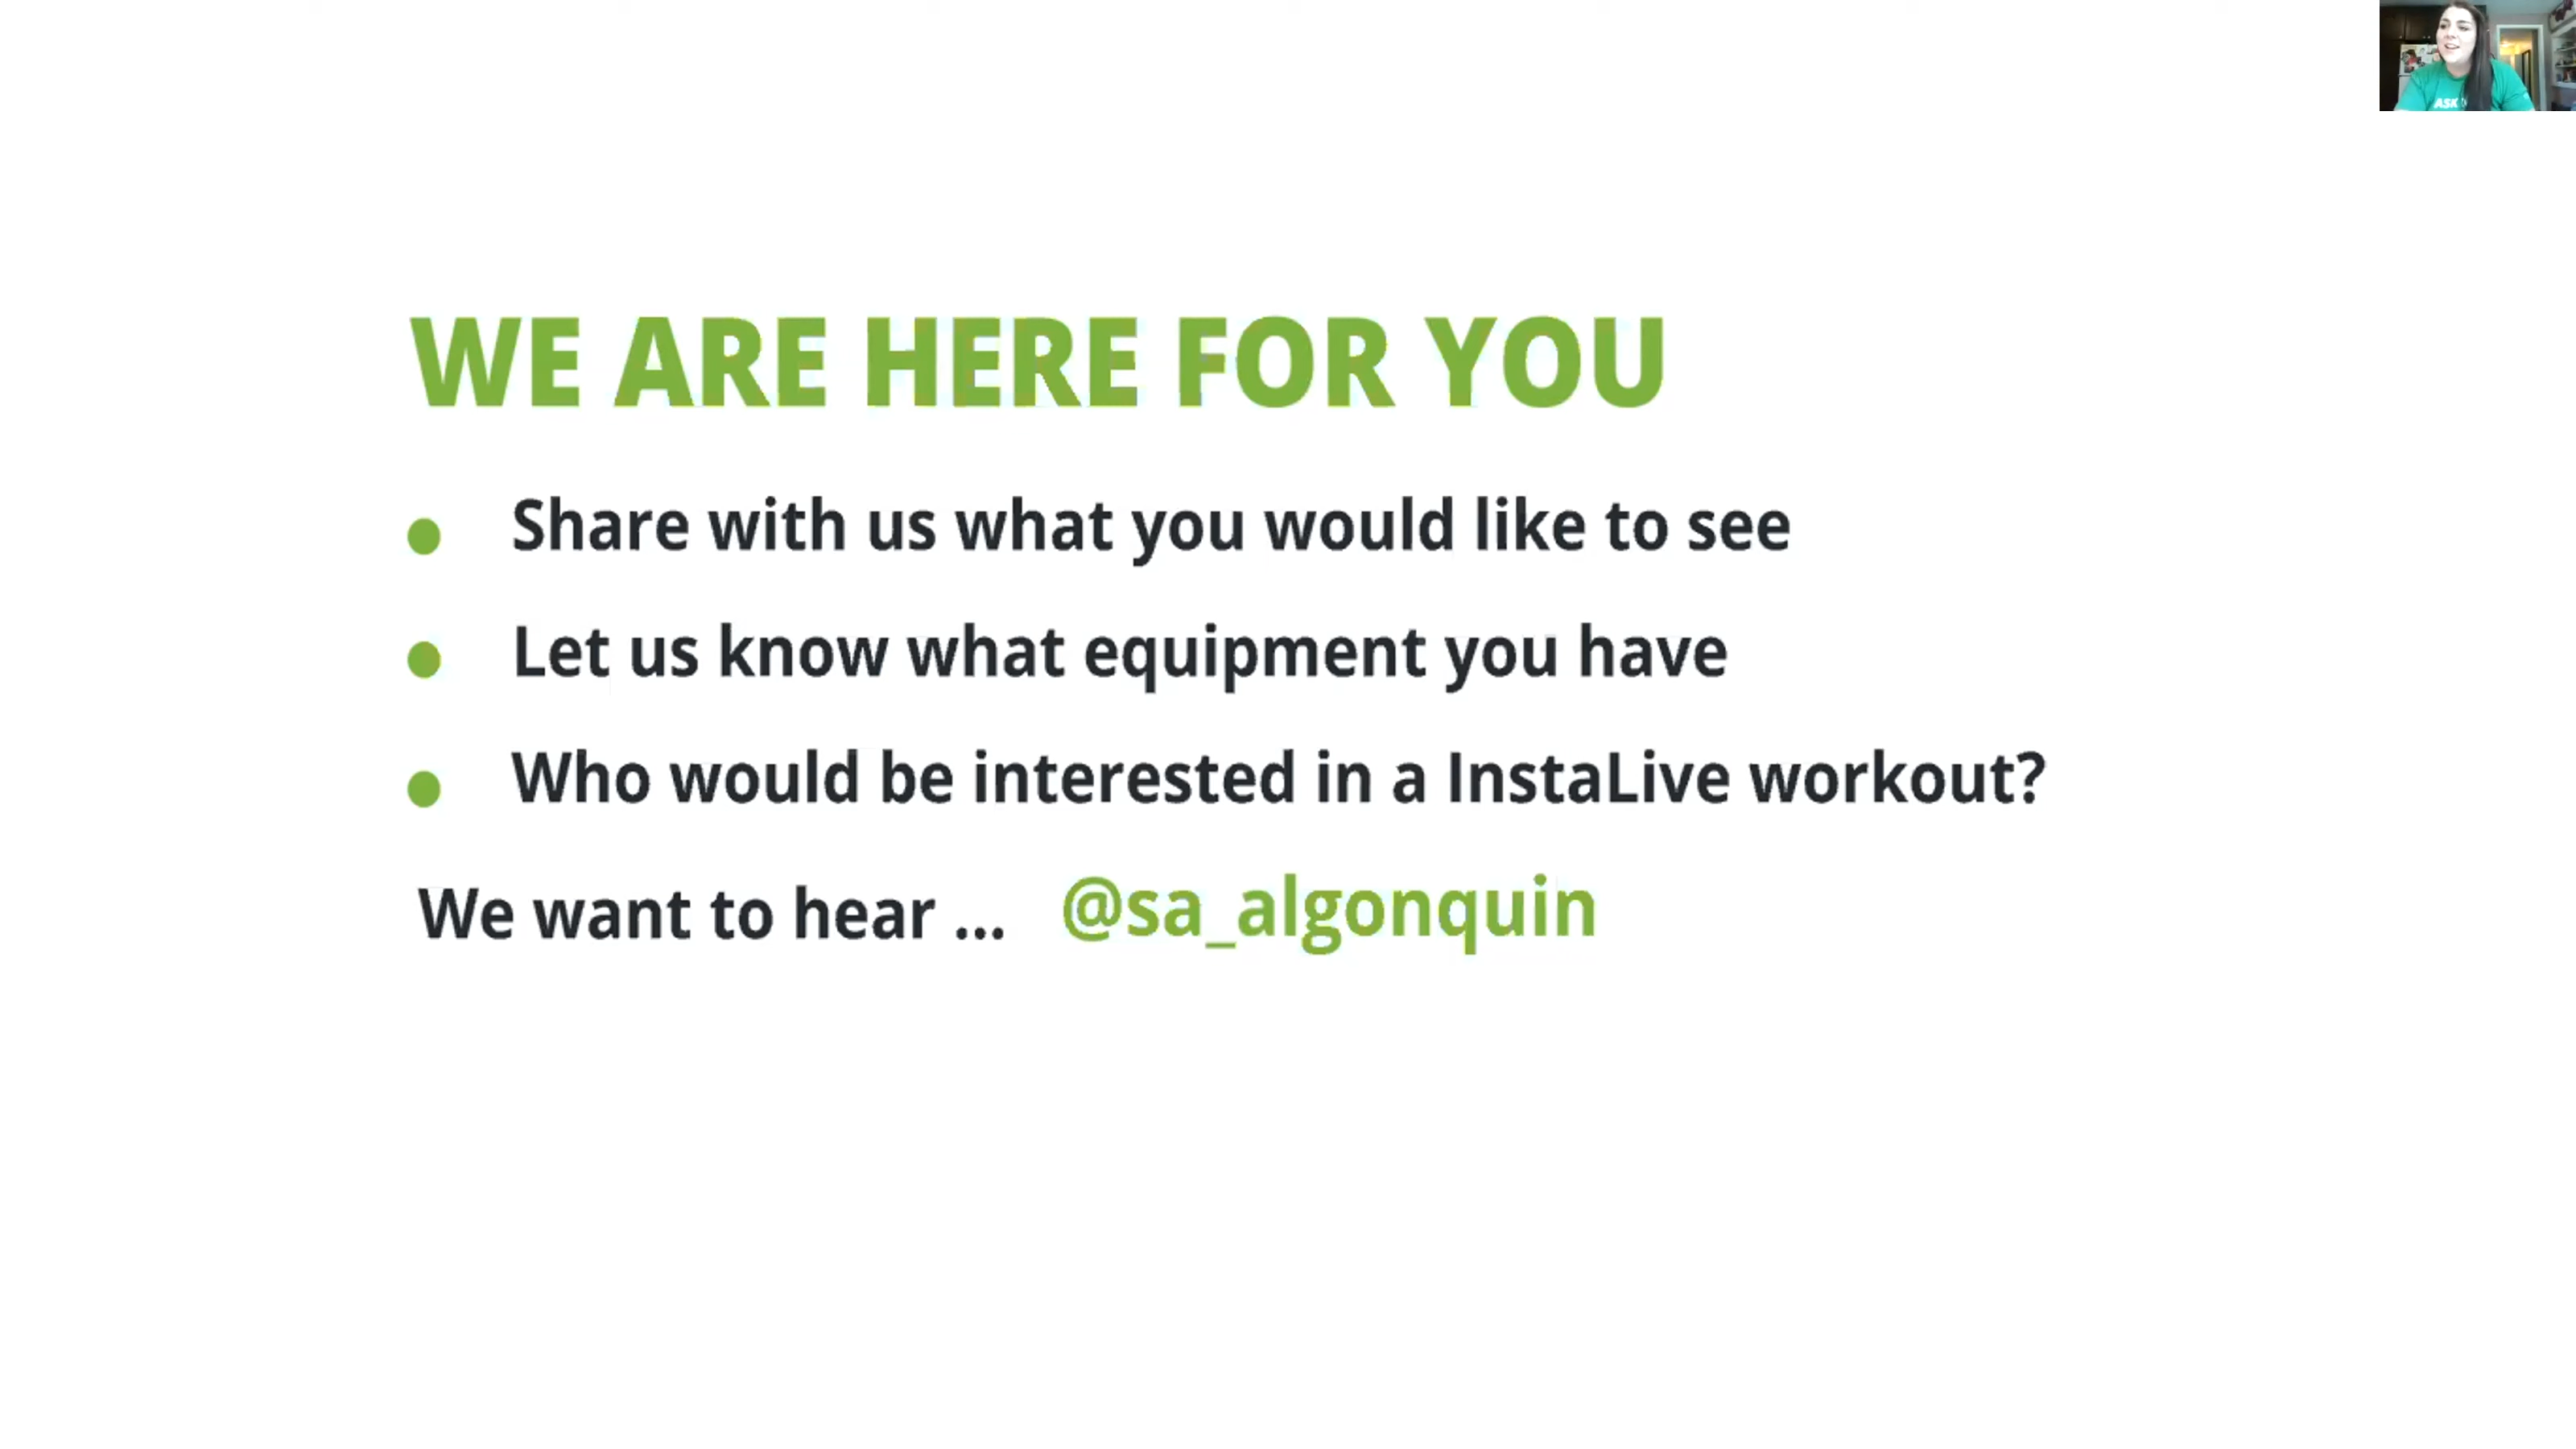 ASK
WE ARE HERE FOR YOU
Share with us what you would like to see
Let us know what equipment you have
Who would be interested in a InstaLive workout?
We want to hear ... @sa_algonquin